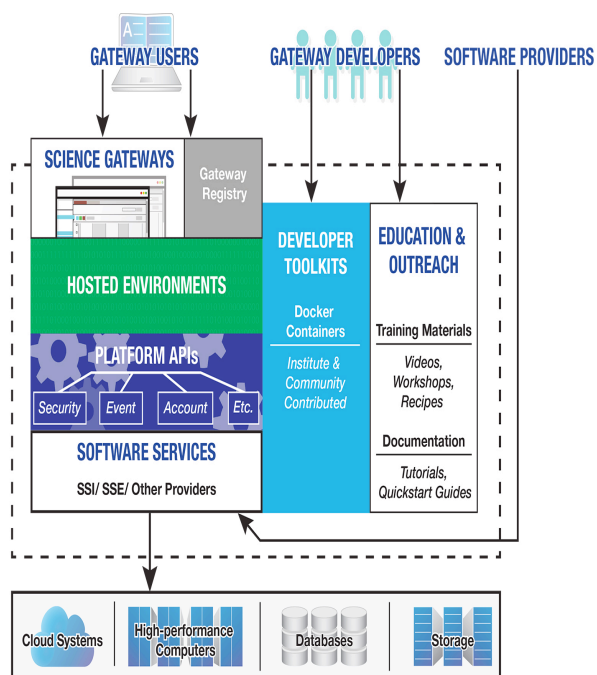 GATEWAY USERS
GATEWAY DEVELOPERS
SOFTWARE PROVIDERS
SCIENCE GATEWAYS
Gateway
Registry
HOSTED ENVIRONMENTS
PLATFORM APIs
Security
Event
Account
Etc.
SOFTWARE SERVICES
SSI/ SSE/ Other Providers
DEVELOPER
TOOLKITS
Docker
Containers
Institute &
Community
Contributed
EDUCATION &
OUTREACH
Training Materials
Videos,
Workshops,
Recipes
Documentation
Tutorials,
Quickstart Guides
Cloud Systems
High-performance
Computers
Databases
Storage